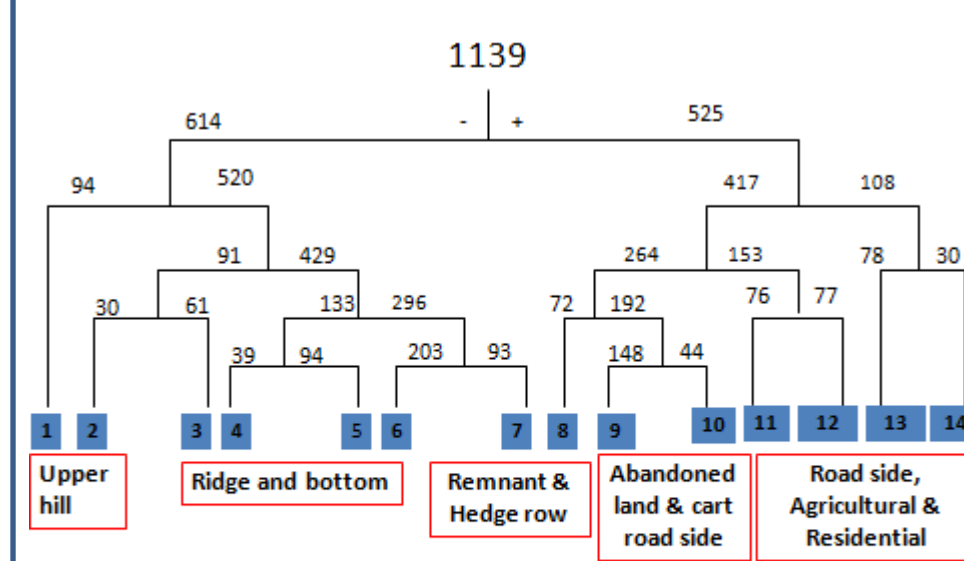 1139
614 - + 525
94 520 417 108
91 429 264 153 78 30
30 61 133 296 72 192 76 77
39 94 203 93 148 44
1 2 3 4 5 6 7 8 9 10 11 12 13 14
Upper
hill
Ridge and bottom
Remnant &
Hedge row
Abandoned
land & cart
road side
Road side,
Agricultural &
Residential